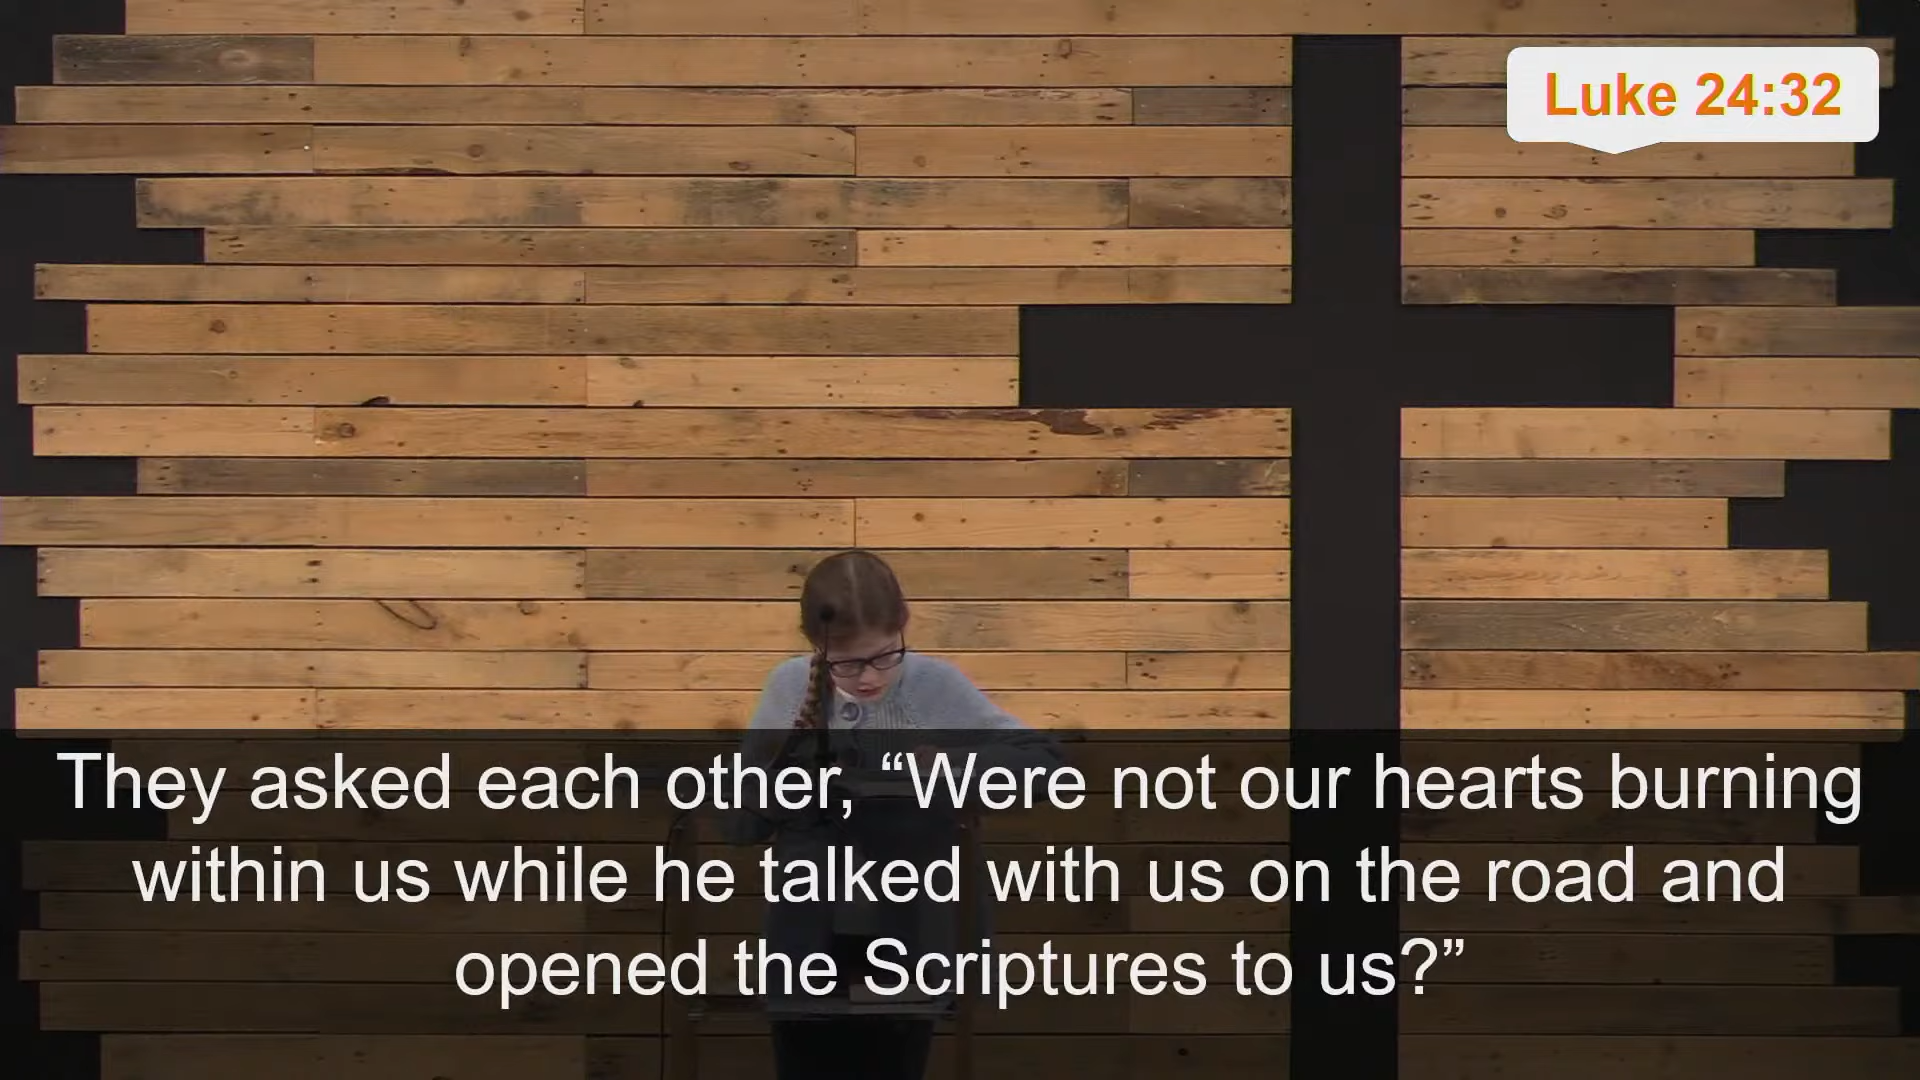 Luke 24:32
They asked each other, “Were not our hearts burning
within us while he talked with us on the road and
opened the Scriptures to us?”